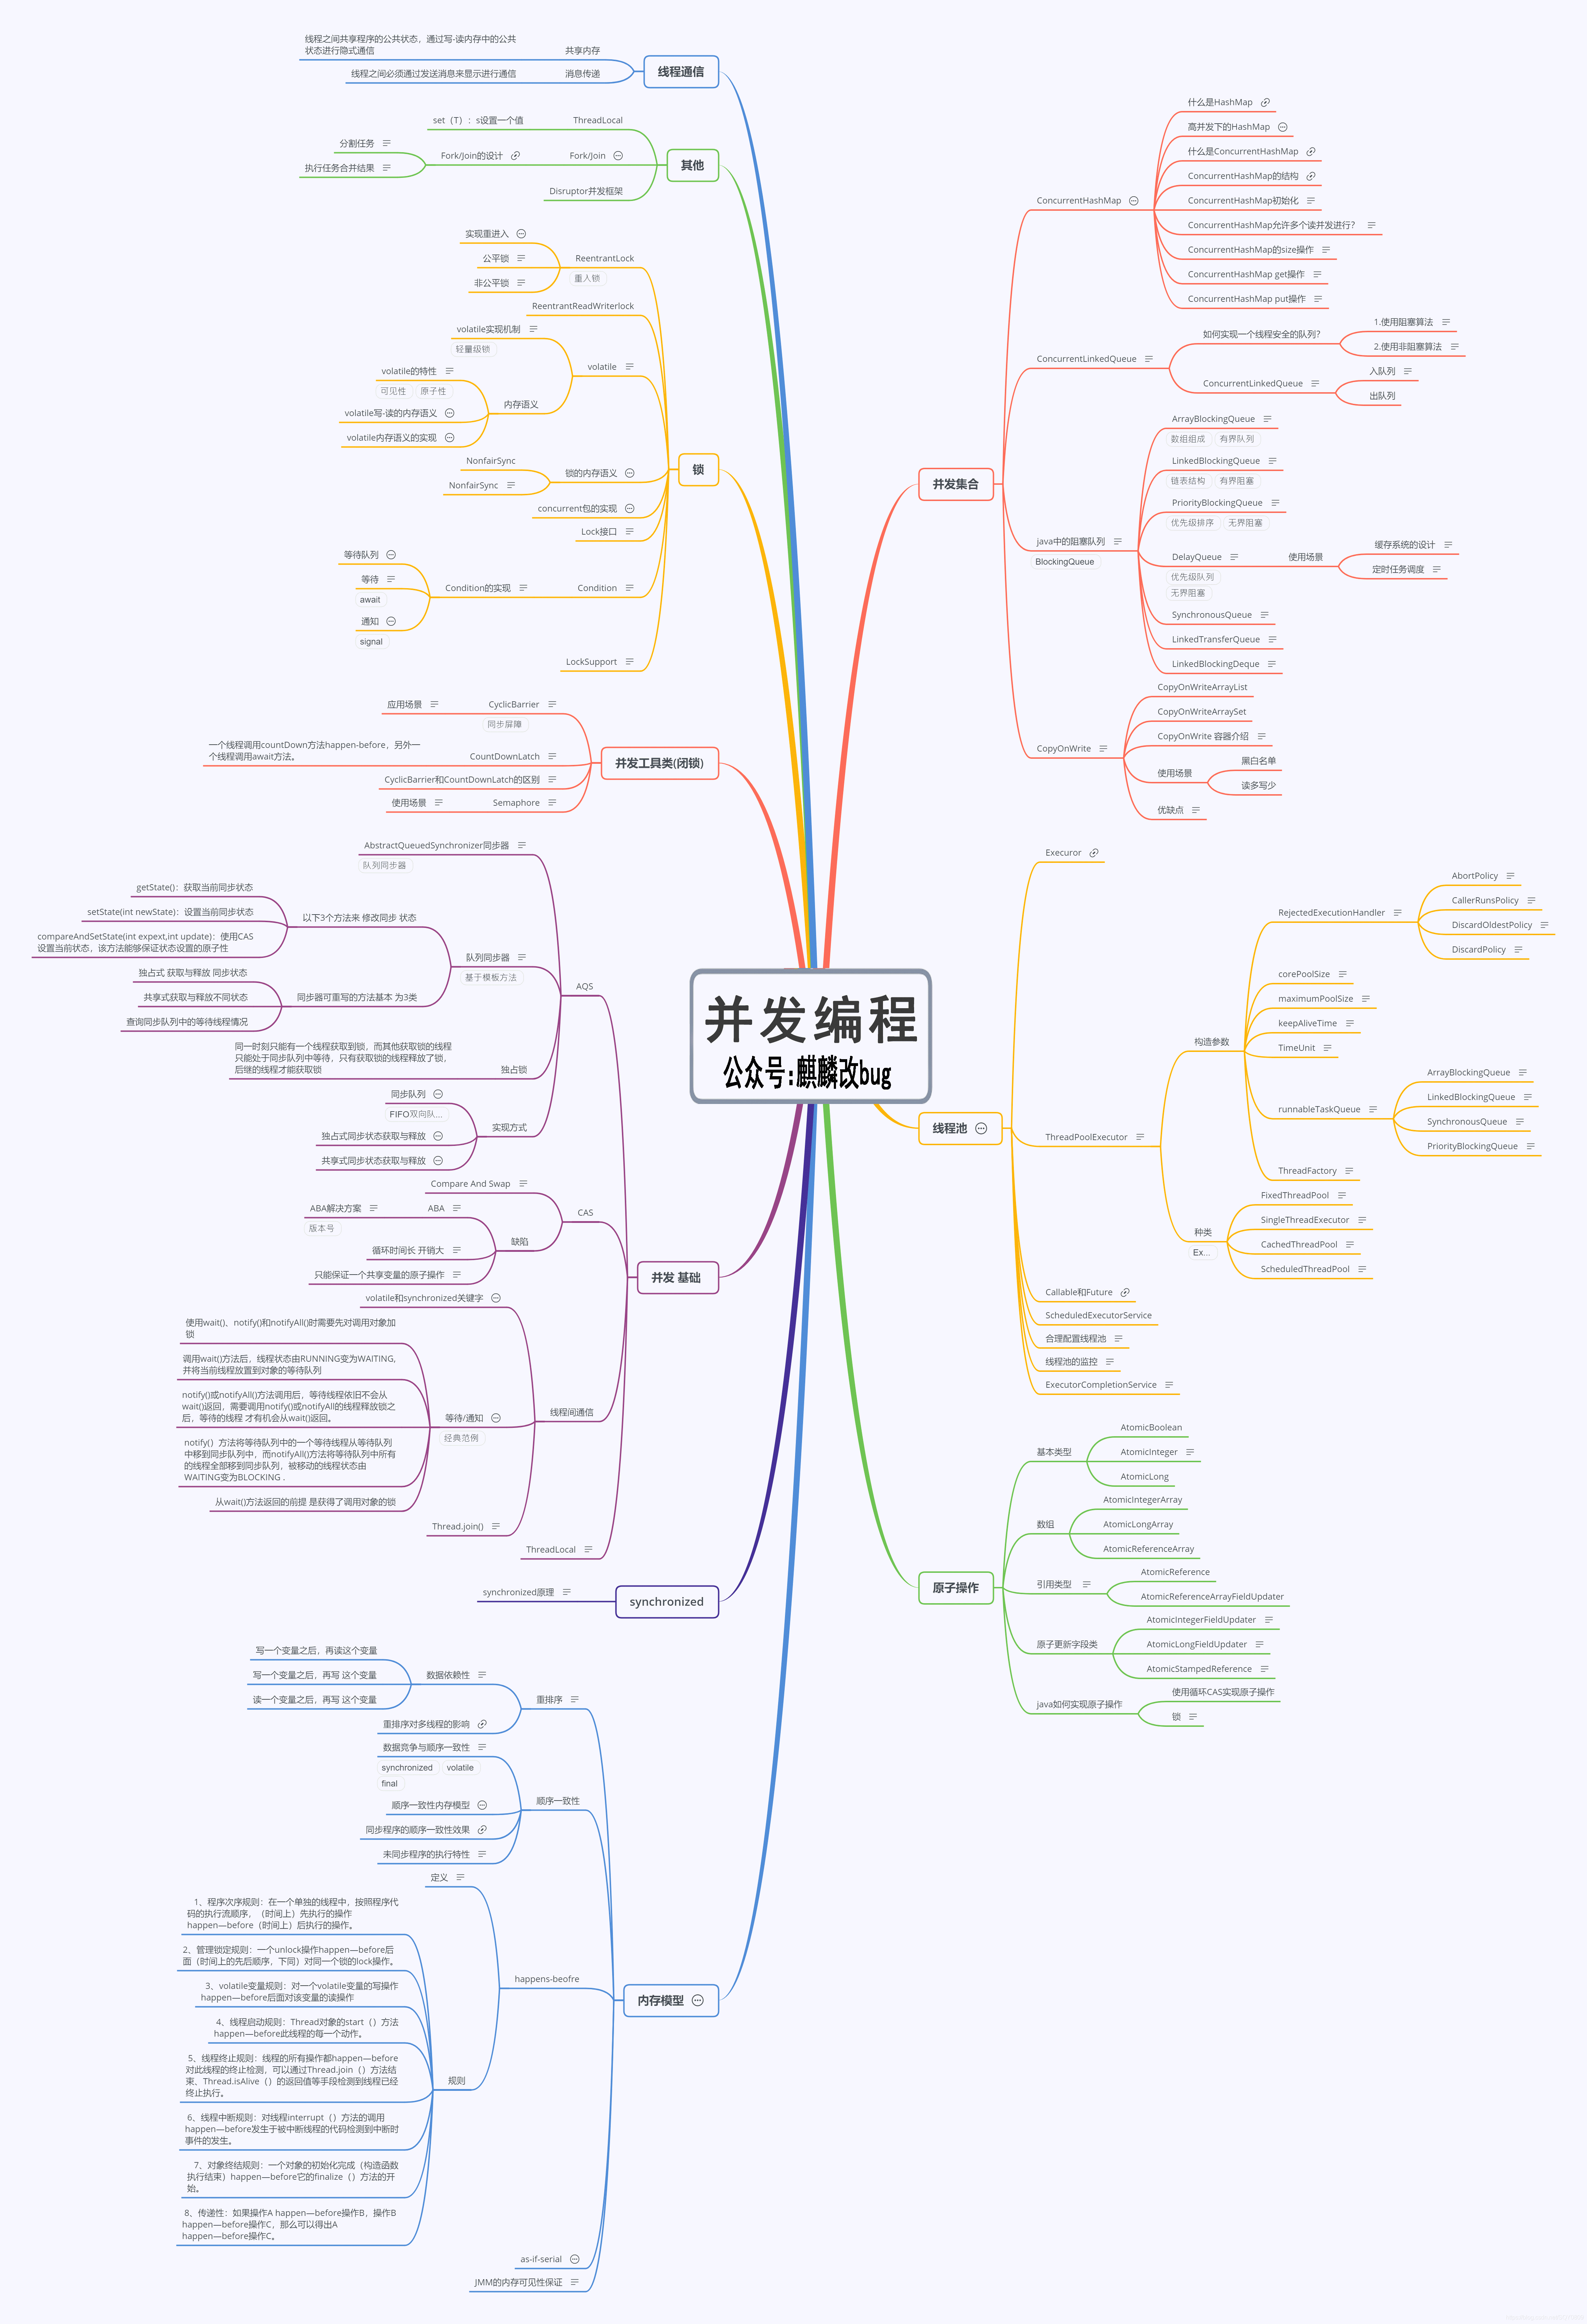 并发编程
公众号:麒麟改bug
线程通信
线程之间共享程序的公共状态，通过写-读内存中的公共
状态进行隐式通信
共享内存
线程之间必须通过发送消息来显示进行通信
消息传递
其他
set（T）：s设置一个值
ThreadLocal
分割任务
执行任务合并结果
Fork/Join的设计
Fork/Join
Disruptor并发框架
锁
实现重进入
公平锁
非公平锁
ReentrantLock
重入锁
ReentrantReadWriterlock
volatile实现机制
轻量级锁
volatile
volatile的特性
可见性
原子性
内存语义
volatile写-读的内存语义
volatile内存语义的实现
NonfairSync
NonfairSync
锁的内存语义
concurrent包的实现
Lock接口
等待队列
等待
await
通知
signal
Condition的实现
Condition
LockSupport
并发工具类(闭锁)
应用场景
CyclicBarrier
同步屏障
一个线程调用countDown方法happen-before，另外一
个线程调用await方法。
CountDownLatch
CyclicBarrier和CountDownLatch的区别
使用场景
Semaphore
并发 基础
AbstractQueuedSynchronizer同步器
队列同步器
getState()：获取当前同步状态
setState(int newState)：设置当前同步状态
compareAndSetState(int expext,int update)：使用CAS
设置当前状态，该方法能够保证状态设置的原子性
以下3个方法来 修改同步 状态
队列同步器
基于模板方法
独占式 获取与释放 同步状态
共享式获取与释放不同状态
查询同步队列中的等待线程情况
同步器可重写的方法基本 为3类
AQS
同一时刻只能有一个线程获取到锁，而其他获取锁的线程
只能处于同步队列中等待，只有获取锁的线程释放了锁，
后继的线程才能获取锁
独占锁
同步队列
FIFO双向队...
独占式同步状态获取与释放
共享式同步状态获取与释放
实现方式
Compare And Swap
CAS
ABA解决方案
版本号
ABA
缺陷
循环时间长 开销大
只能保证一个共享变量的原子操作
volatile和synchronized关键字
使用wait()、notify()和notifyAll()时需要先对调用对象加
锁
调用wait()方法后，线程状态由RUNNING变为WAITING,
并将当前线程放置到对象的等待队列
notify()或notifyAll()方法调用后，等待线程依旧不会从
wait()返回，需要调用notify()或notifyAll的线程释放锁之
后，等待的线程 才有机会从wait()返回。
notify()）方法将等待队列中的一个等待线程从等待队列
中移到同步队列中，而notifyAll()方法将等待队列中所有
的线程全部移到同步队列，被移动的线程状态由
WAITING变为BLOCKING .
从wait()方法返回的前提 是获得了调用对象的锁
等待/通知
经典范例
线程间通信
Thread.join()
ThreadLocal
synchronized
synchronized原理
内存模型
写一个变量之后，再读这个变量
写一个变量之后，再写 这个变量
读一个变量之后，再写 这个变量
数据依赖性
重排序
重排序对多线程的影响
数据竞争与顺序一致性
synchronized
volatile
final
顺序一致性内存模型
顺序一致性
同步程序的顺序一致性效果
未同步程序的执行特性
定义
happens-beofre
1、程序次序规则：在一个单独的线程中，按照程序代
码的执行流顺序，（时间上）先执行的操作
happen—before（时间上）后执行的操作。
2、管理锁定规则：一个unlock操作happen—before后
面（时间上的先后顺序，下同）对同一个锁的lock操作。
3、volatile变量规则：对一个volatile变量的写操作
happen—before后面对该变量的读操作
4、线程启动规则：Thread对象的start（）方法
happen—before此线程的每一个动作。
5、线程终止规则：线程的所有操作都happen—before
对此线程的终止检测，可以通过Thread.join（）方法结
束、Thread.isAlive（）的返回值等手段检测到线程已经
终止执行。
6、线程中断规则：对线程interrupt（）方法的调用
happen—before发生于被中断线程的代码检测到中断时
事件的发生。
7、对象终结规则：一个对象的初始化完成（构造函数
执行结束）happen—before它的finalize（）方法的开
始。
8、传递性：如果操作A happen—before操作B，操作B
happen—before操作C，那么可以得出A
happen—before操作C。
规则
as-if-serial
JMM的内存可见性保证
并发集合
ConcurrentHashMap
什么是HashMap
高并发下的HashMap
什么是ConcurrentHashMap
ConcurrentHashMap的结构
ConcurrentHashMap初始化
ConcurrentHashMap允许多个读并发进行？
ConcurrentHashMap的size操作
ConcurrentHashMap get操作
ConcurrentHashMap put操作
ConcurrentLinkedQueue
如何实现一个线程安全的队列？
1.使用阻塞算法
2.使用非阻塞算法
ConcurrentLinkedQueue
入队列
出队列
java中的阻塞队列
BlockingQueue
ArrayBlockingQueue
数组组成
有界队列
LinkedBlockingQueue
链表结构
有界阻塞
PriorityBlockingQueue
优先级排序
无界阻塞
DelayQueue
优先级队列
无界阻塞
使用场景
缓存系统的设计
定时任务调度
SynchronousQueue
LinkedTransferQueue
LinkedBlockingDeque
CopyOnWrite
CopyOnWriteArrayList
CopyOnWriteArraySet
CopyOnWrite 容器介绍
使用场景
黑白名单
读多写少
优缺点
线程池
Execuror
ThreadPoolExecutor
构造参数
RejectedExecutionHandler
AbortPolicy
CallerRunsPolicy
DiscardOldestPolicy
DiscardPolicy
corePoolSize
maximumPoolSize
keepAliveTime
TimeUnit
runnableTaskQueue
ArrayBlockingQueue
LinkedBlockingQueue
SynchronousQueue
PriorityBlockingQueue
ThreadFactory
种类
Ex...
FixedThreadPool
SingleThreadExecutor
CachedThreadPool
ScheduledThreadPool
Callable和Future
ScheduledExecutorService
合理配置线程池
线程池的监控
ExecutorCompletionService
原子操作
基本类型
AtomicBoolean
AtomicInteger
AtomicLong
数组
AtomicIntegerArray
AtomicLongArray
AtomicReferenceArray
引用类型
AtomicReference
AtomicReferenceArrayFieldUpdater
原子更新字段类
AtomicIntegerFieldUpdater
AtomicLongFieldUpdater
AtomicStampedReference
java如何实现原子操作
使用循环CAS实现原子操作
锁